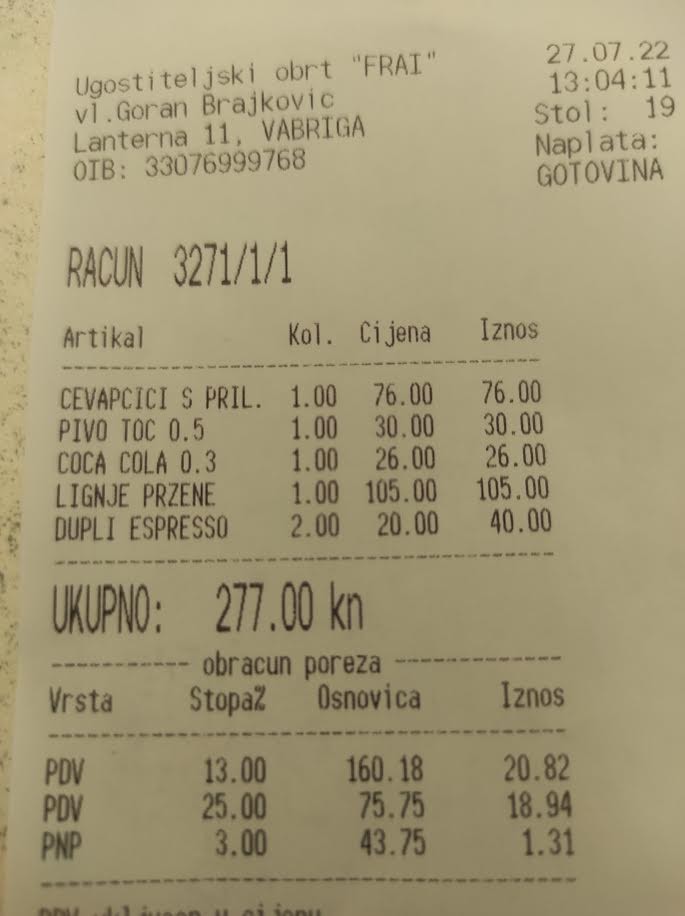 Ugostiteljski obrt "FRAI" 27.07.22
vl.Goran Brajkovic 13:04:11
Lanterna 11, VABRIGA Stol: 19
OIB: 33076999768 Naplata:
GOTOVINA
RACUN 3271/1/1
Artikal Kol. Cijena Iznos
CEVAPCICI S PRIL. 1.00 76.00 76.00
PIVO TOC 0.5 1.00 30.00 30.00
COCA COLA 0.3 1.00 26.00 26.00
LIGNJE PRZENE 1.00 105.00 105.00
DUPLI ESPRESSO 2.00 20.00 40.00
UKUPNO: 277.00 kn
obracun poreza
Vrsta Stopa% Osnovica Iznos
PDV 13.00 160.18 20.82
PDV 25.00 75.75 18.94
PNP 3.00 43.75 1.31
PDV u cijenu